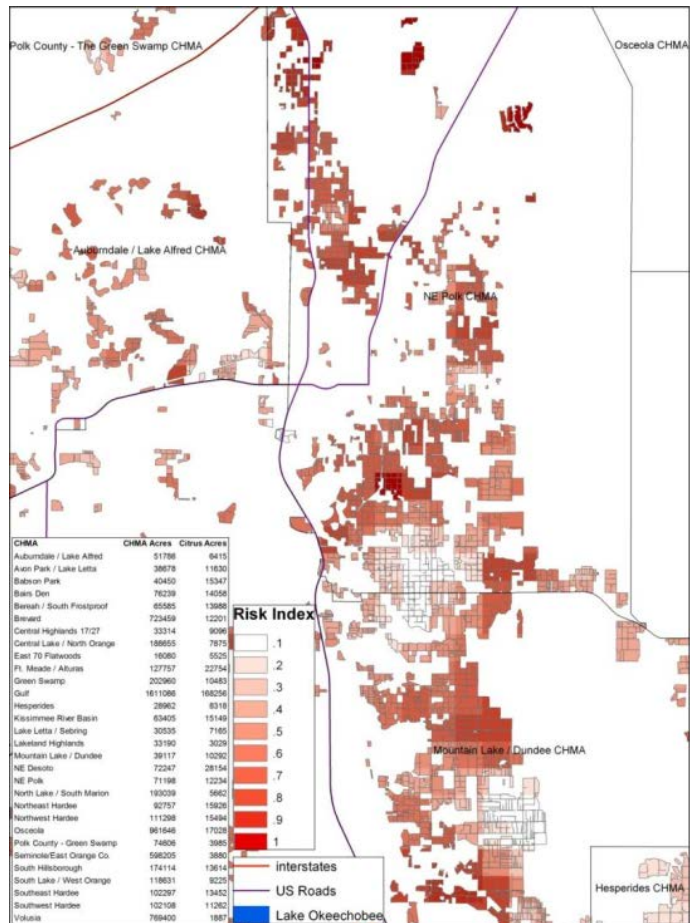 Polk County - The Green Swamp CHMA
Osceola CHMA
Auburndale / Lake Alfred CHMA
NE Polk CHMA
Mountain Lake / Dundee CHMA
Hesperides CHMA
CHMA CHMA Acres Citrus Acres
Auburndale / Lake Alfred 51786 6415
Avon Park / Lake Letta 38678 11630
Babson Park 40450 15347
Bairs Den 76239 14058
Bereah / South Frostproof 65585 13988
Brevard 723459 12201
Central Highlands 17/27 33314 9096
Central Lake / North Orange 188655 7875
East 70 Flatwoods 16080 5525
Ft. Meade / Alturas 127757 22754
Green Swamp 202960 10483
Gulf 1611086 168256
Hesperides 28962 8318
Kissimmee River Basin 63405 15149
Lake Letta / Sebring 30535 7165
Lakeland Highlands 33190 3029
Mountain Lake / Dundee 39117 10292
NE Desoto 72247 28154
NE Polk 71198 12234
North Lake / South Marion 193039 5662
Northeast Hardee 92757 15926
Northwest Hardee 111298 15494
Osceola 961646 17028
Polk County - Green Swamp 74606 3985
Seminole/East Orange Co. 598205 3880
South Hillsborough 174114 13614
South Lake / West Orange 118631 9225
Southeast Hardee 102297 13452
Southwest Hardee 102108 11262
Volusia 769400 1887
Risk Index
.1
.2
.3
.4
.5
.6
.7
.8
.9
1
interstates
US Roads
Lake Okeechobee